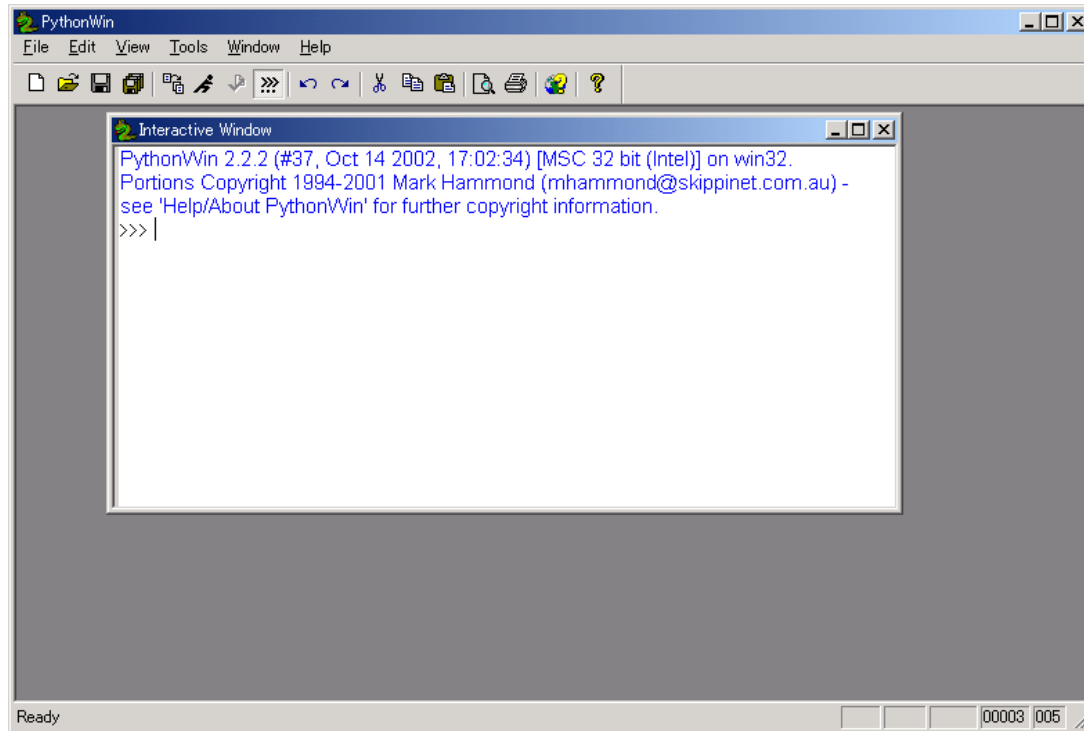 PythonWin
File Edit View Tools Window Help
Interactive Window
PythonWin 2.2.2 (#37, Oct 14 2002, 17:02:34) [MSC 32 bit (Intel)] on win32.
Portions Copyright 1994-2001 Mark Hammond (mhammond@skippinet.com.au) -
see 'Help/About PythonWin' for further copyright information.
>>>
Ready 00003 005